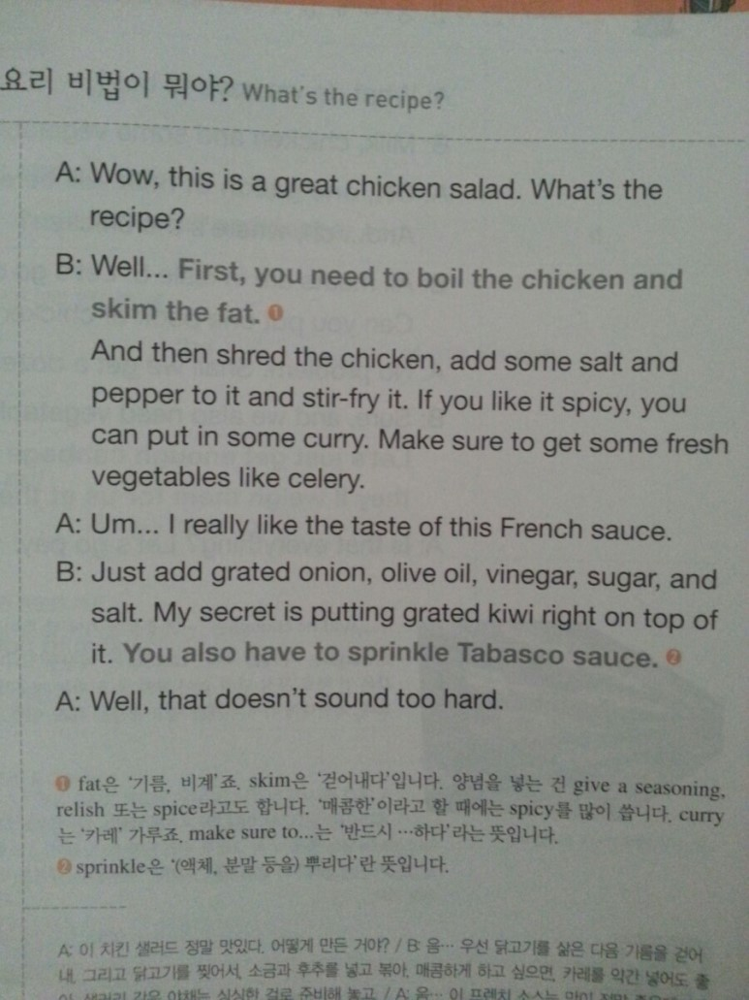 요리 비법이 뭐야? What's the recipe?
A: Wow, this is a great chicken salad. What's the
recipe?
B: Well... First, you need to boil the chicken and
skim the fat. ❶
And then shred the chicken, add some salt and
pepper to it and stir-fry it. If you like it spicy, you
can put in some curry. Make sure to get some fresh
vegetables like celery.
A: Um... I really like the taste of this French sauce.
B: Just add grated onion, olive oil, vinegar, sugar, and
salt. My secret is putting grated kiwi right on top of
it. You also have to sprinkle Tabasco sauce. ❷
A: Well, that doesn't sound too hard.
❶ fat은 '기름, 비계'죠. skim은 '걷어내다'입니다. 양념을 넣는 건 give a seasoning,
relish 또는 spice라고도 합니다. '매콤한'이라고 할 때에는 spicy를 많이 씁니다. curry
는 '카레' 가루죠. make sure to...는 '반드시 …하다'라는 뜻입니다.
❷ sprinkle은 '(액체, 분말 등을) 뿌리다'란 뜻입니다.
A: 이 치킨 샐러드 정말 맛있다. 어떻게 만든 거야? / B: 음… 우선 닭고기를 삶은 다음 기름을 걷어
내. 그리고 닭고기를 찢어서, 소금과 후추를 넣고 볶아. 매콤하게 하고 싶으면, 카레를 약간 넣어도 좋
아. 샐러리 같은 야채는 싱싱한 걸로 준비해 놓고. / A: 음… 이 프렌치 소스는 맛이